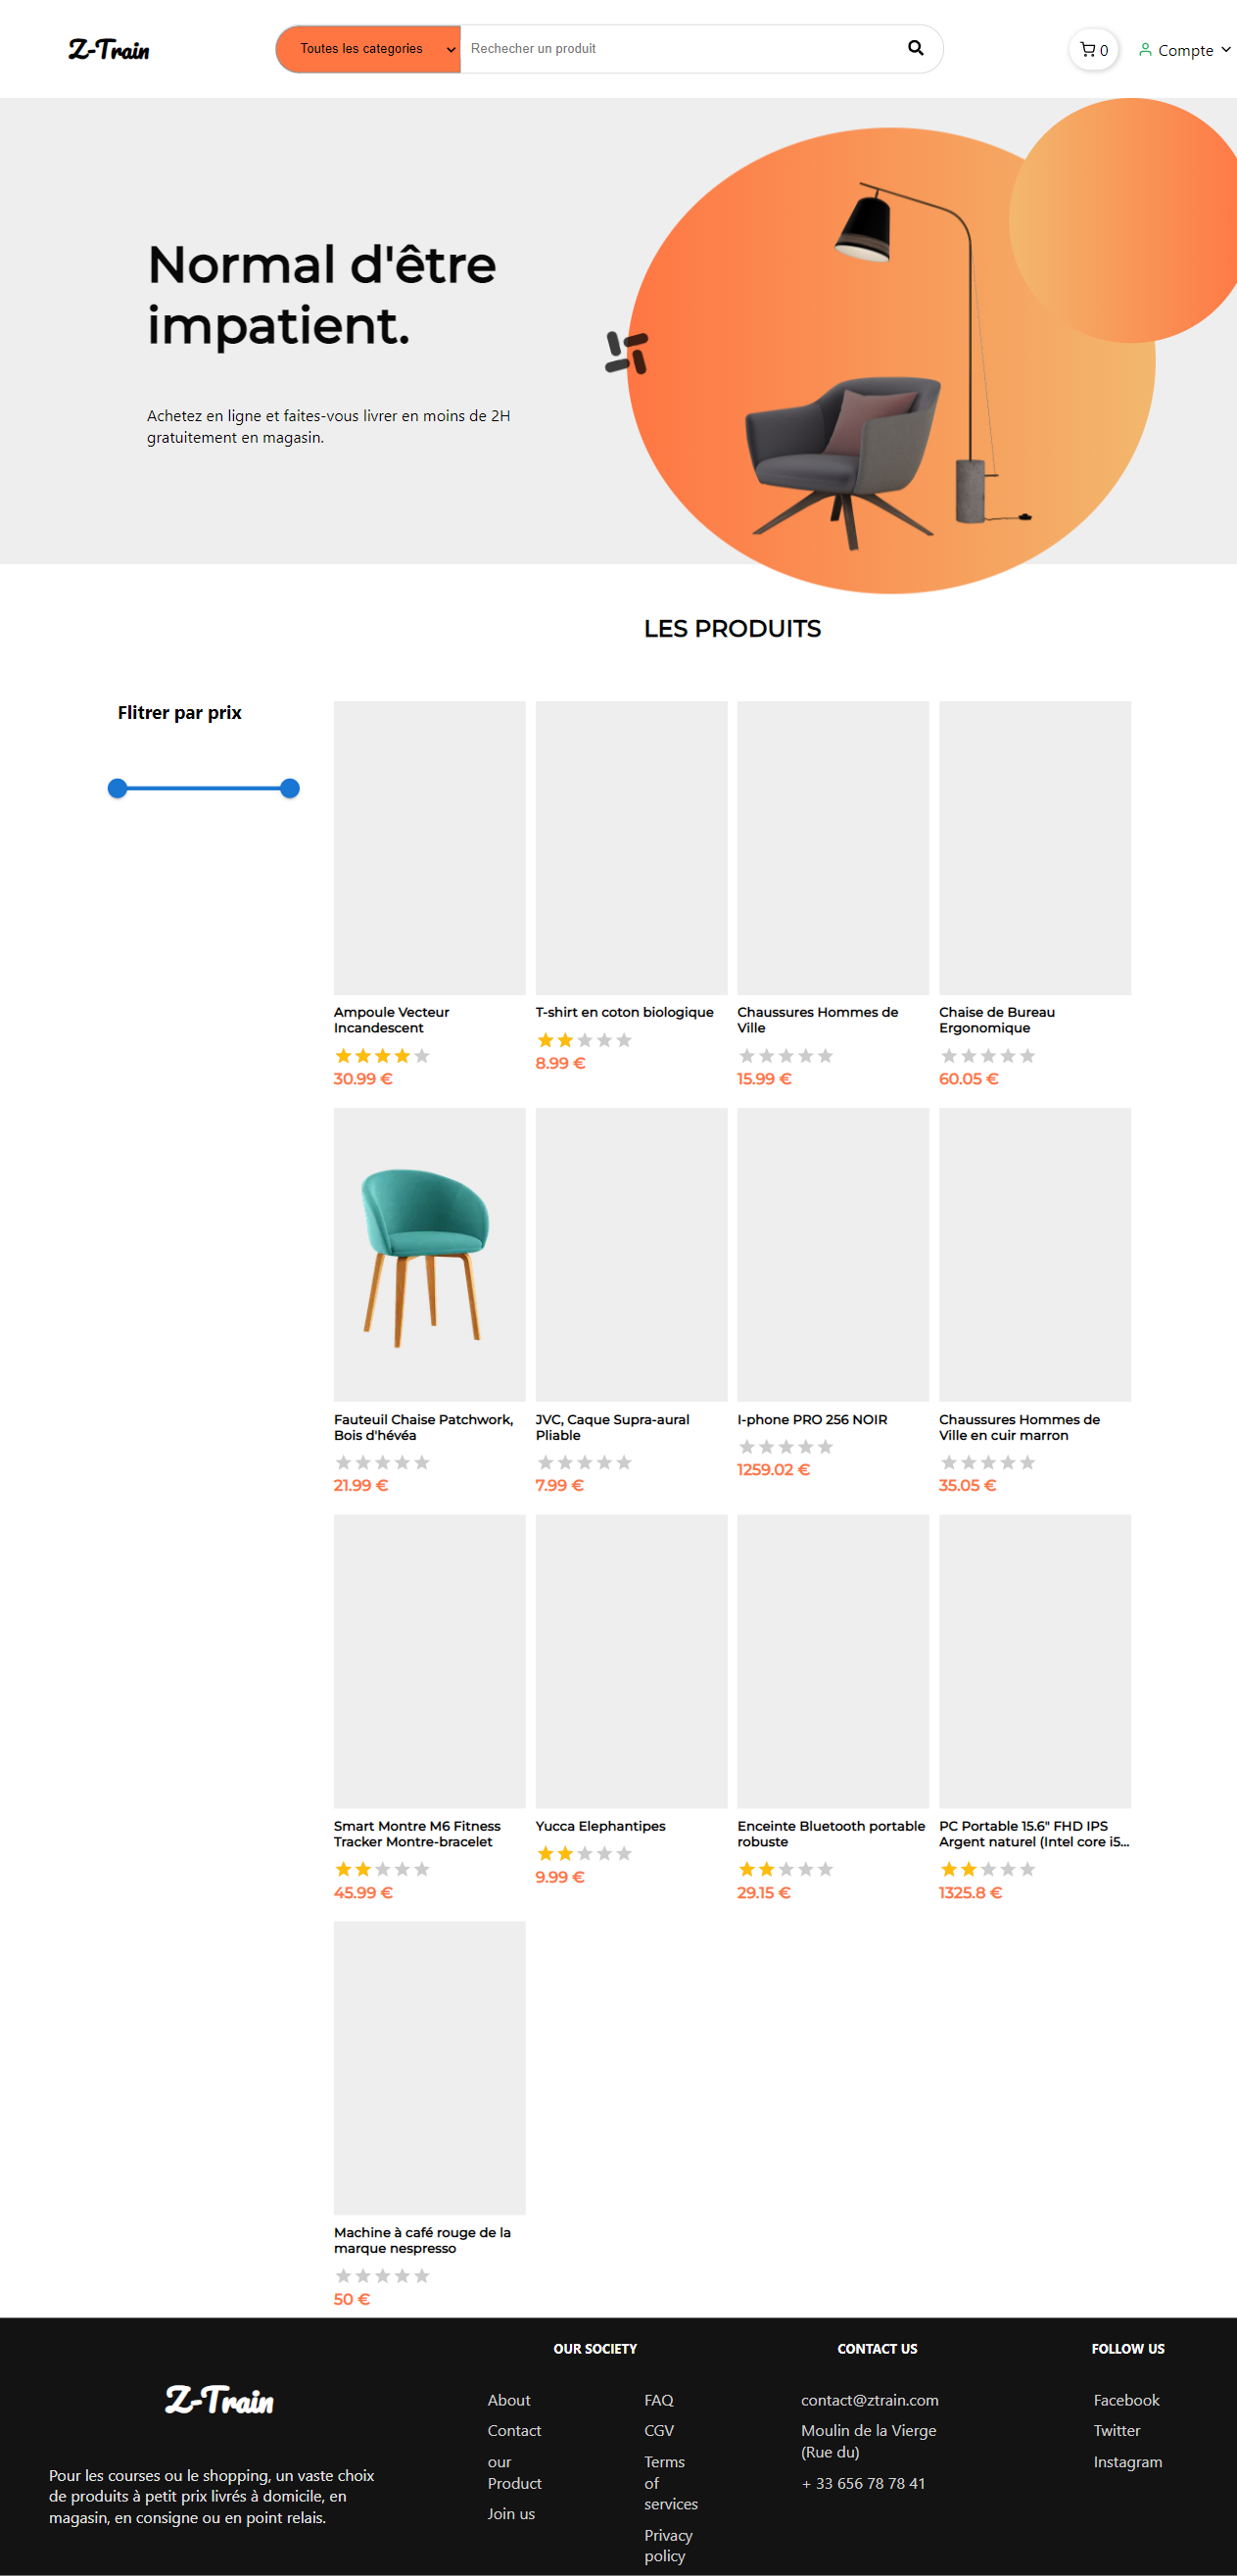 Z-Train
Toutes les categories
Rechecher un produit
0
Compte
Normal d'être
impatient.
Achetez en ligne et faites-vous livrer en moins de 2H
gratuitement en magasin.
LES PRODUITS
Flitrer par prix
Ampoule Vecteur
Incandescent
30.99 €
T-shirt en coton biologique
8.99 €
Chaussures Hommes de
Ville
15.99 €
Chaise de Bureau
Ergonomique
60.05 €
Fauteuil Chaise Patchwork,
Bois d'hévéa
21.99 €
JVC, Caque Supra-aural
Pliable
7.99 €
I-phone PRO 256 NOIR
1259.02 €
Chaussures Hommes de
Ville en cuir marron
35.05 €
Smart Montre M6 Fitness
Tracker Montre-bracelet
45.99 €
Yucca Elephantipes
9.99 €
Enceinte Bluetooth portable
robuste
29.15 €
PC Portable 15.6" FHD IPS
Argent naturel (Intel core i5...
1325.8 €
Machine à café rouge de la
marque nespresso
50 €
Z-Train
Pour les courses ou le shopping, un vaste choix
de produits à petit prix livrés à domicile, en
magasin, en consigne ou en point relais.
OUR SOCIETY
About
Contact
our
Product
Join us
FAQ
CGV
Terms
of
services
Privacy
policy
CONTACT US
contact@ztrain.com
Moulin de la Vierge
(Rue du)
+ 33 656 78 78 41
FOLLOW US
Facebook
Twitter
Instagram